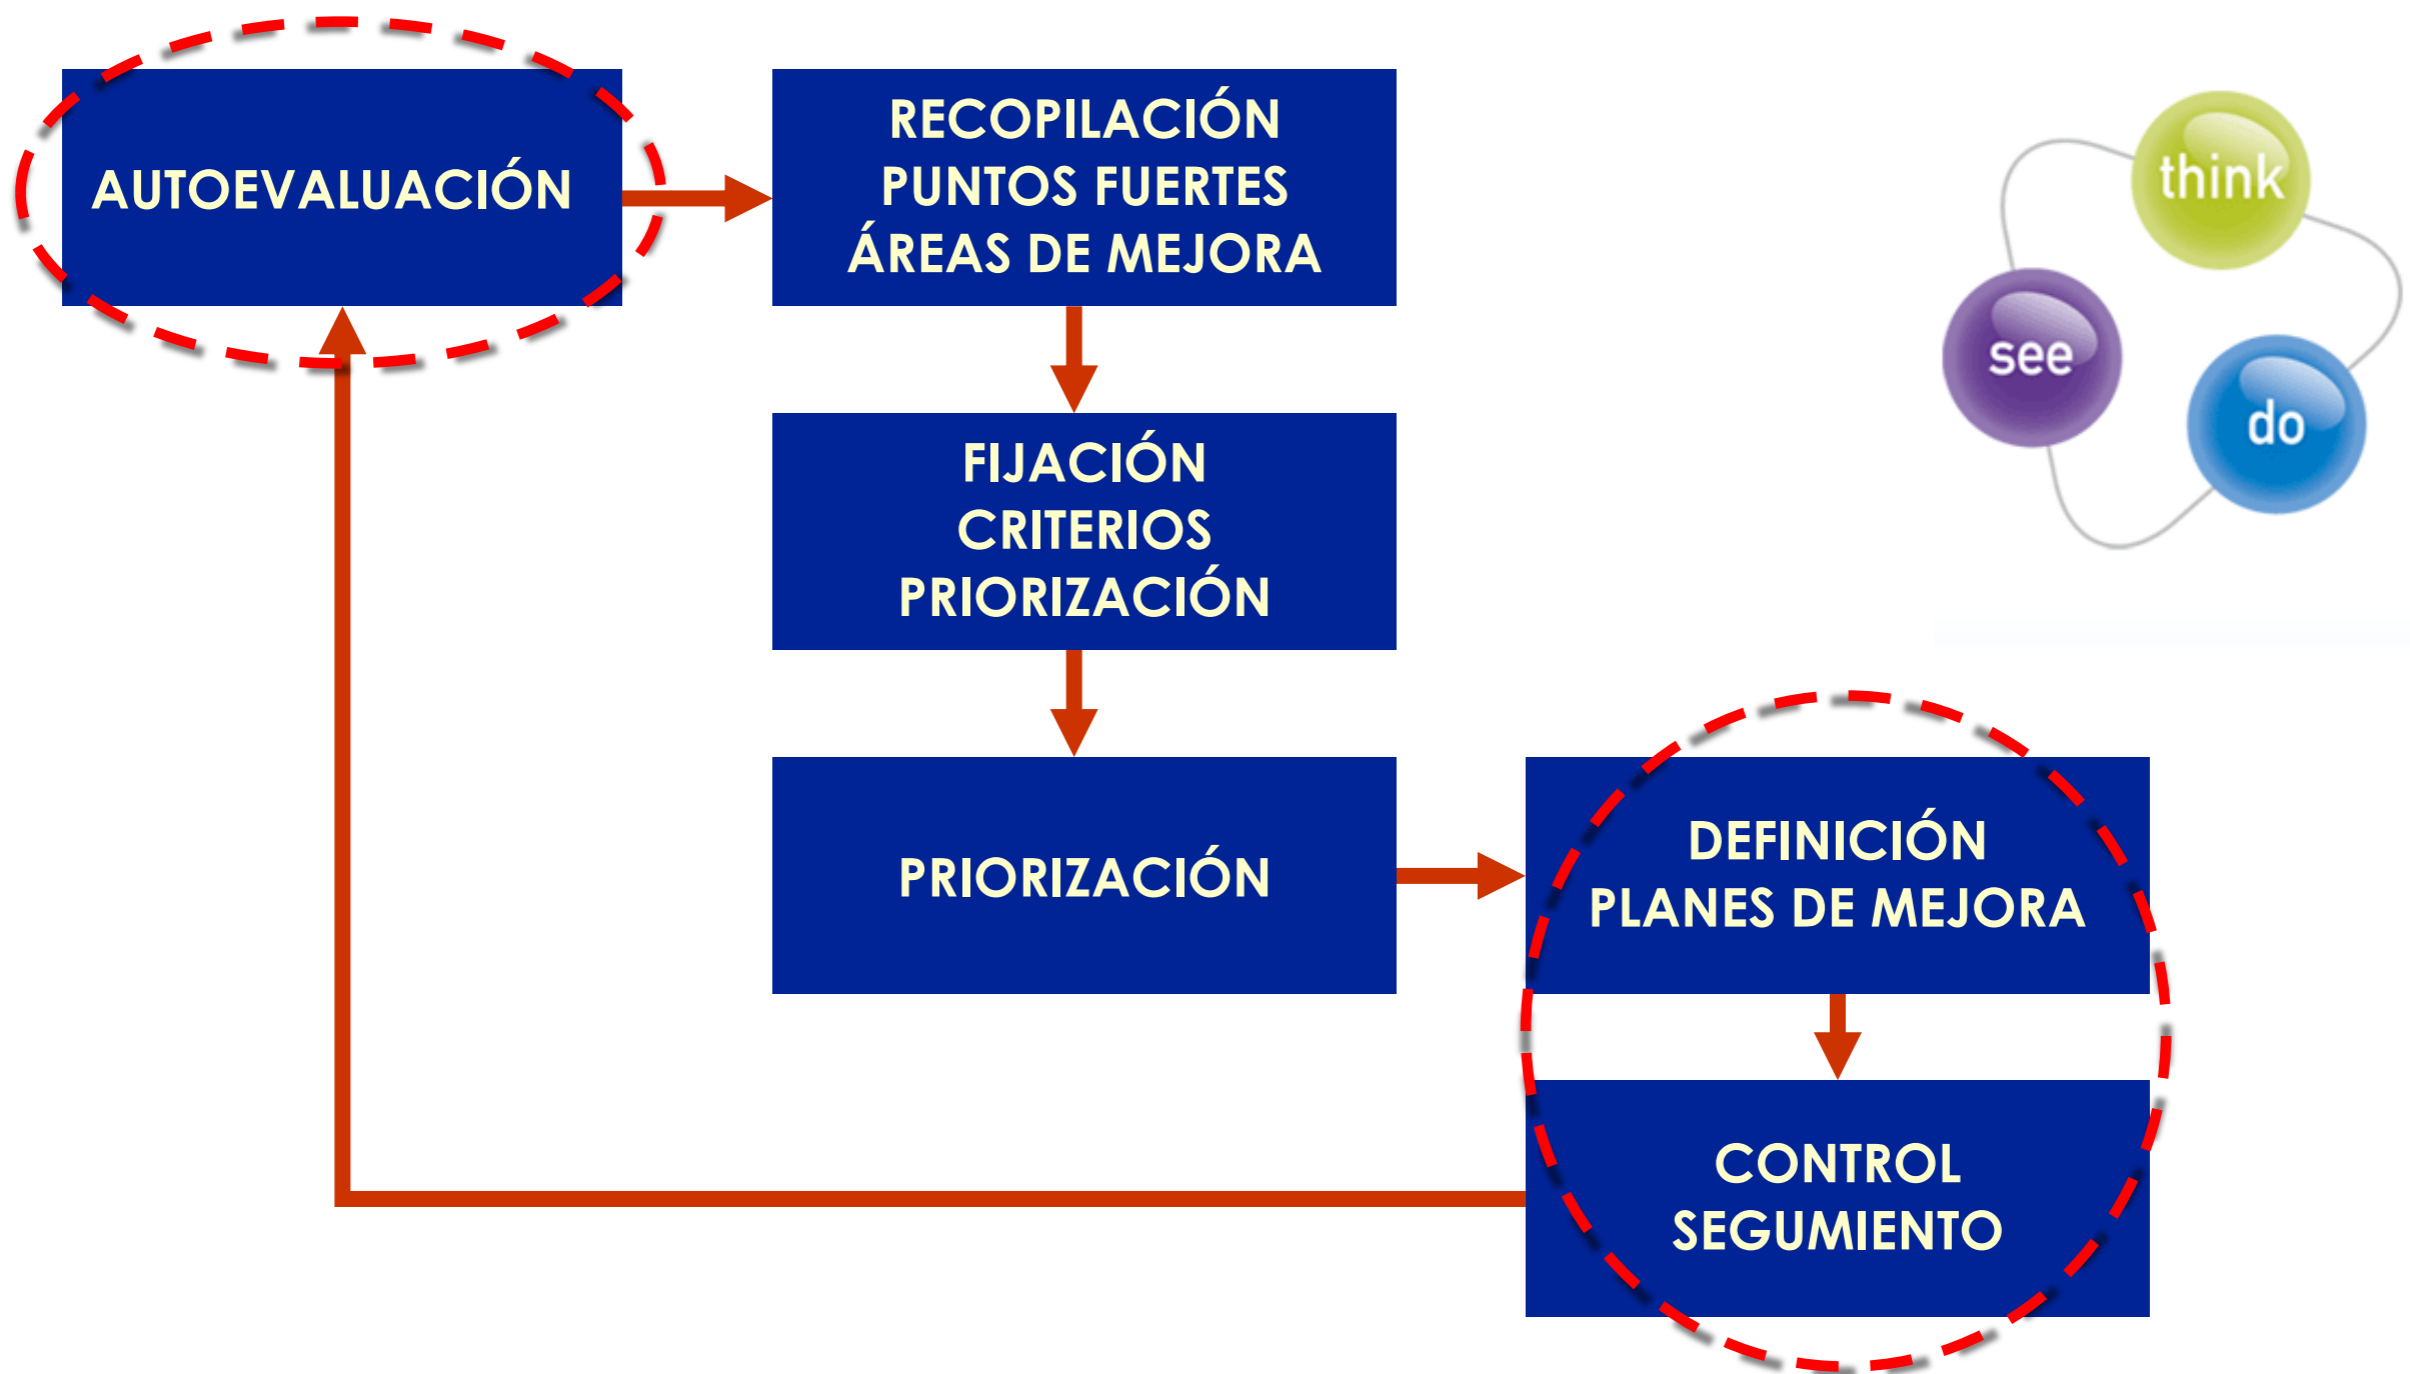 AUTOEVALUACIÓN
RECOPILACIÓN
PUNTOS FUERTES
ÁREAS DE MEJORA
FIJACIÓN
CRITERIOS
PRIORIZACIÓN
PRIORIZACIÓN
DEFINICIÓN
PLANES DE MEJORA
CONTROL
SEGUMIENTO
think
see
do